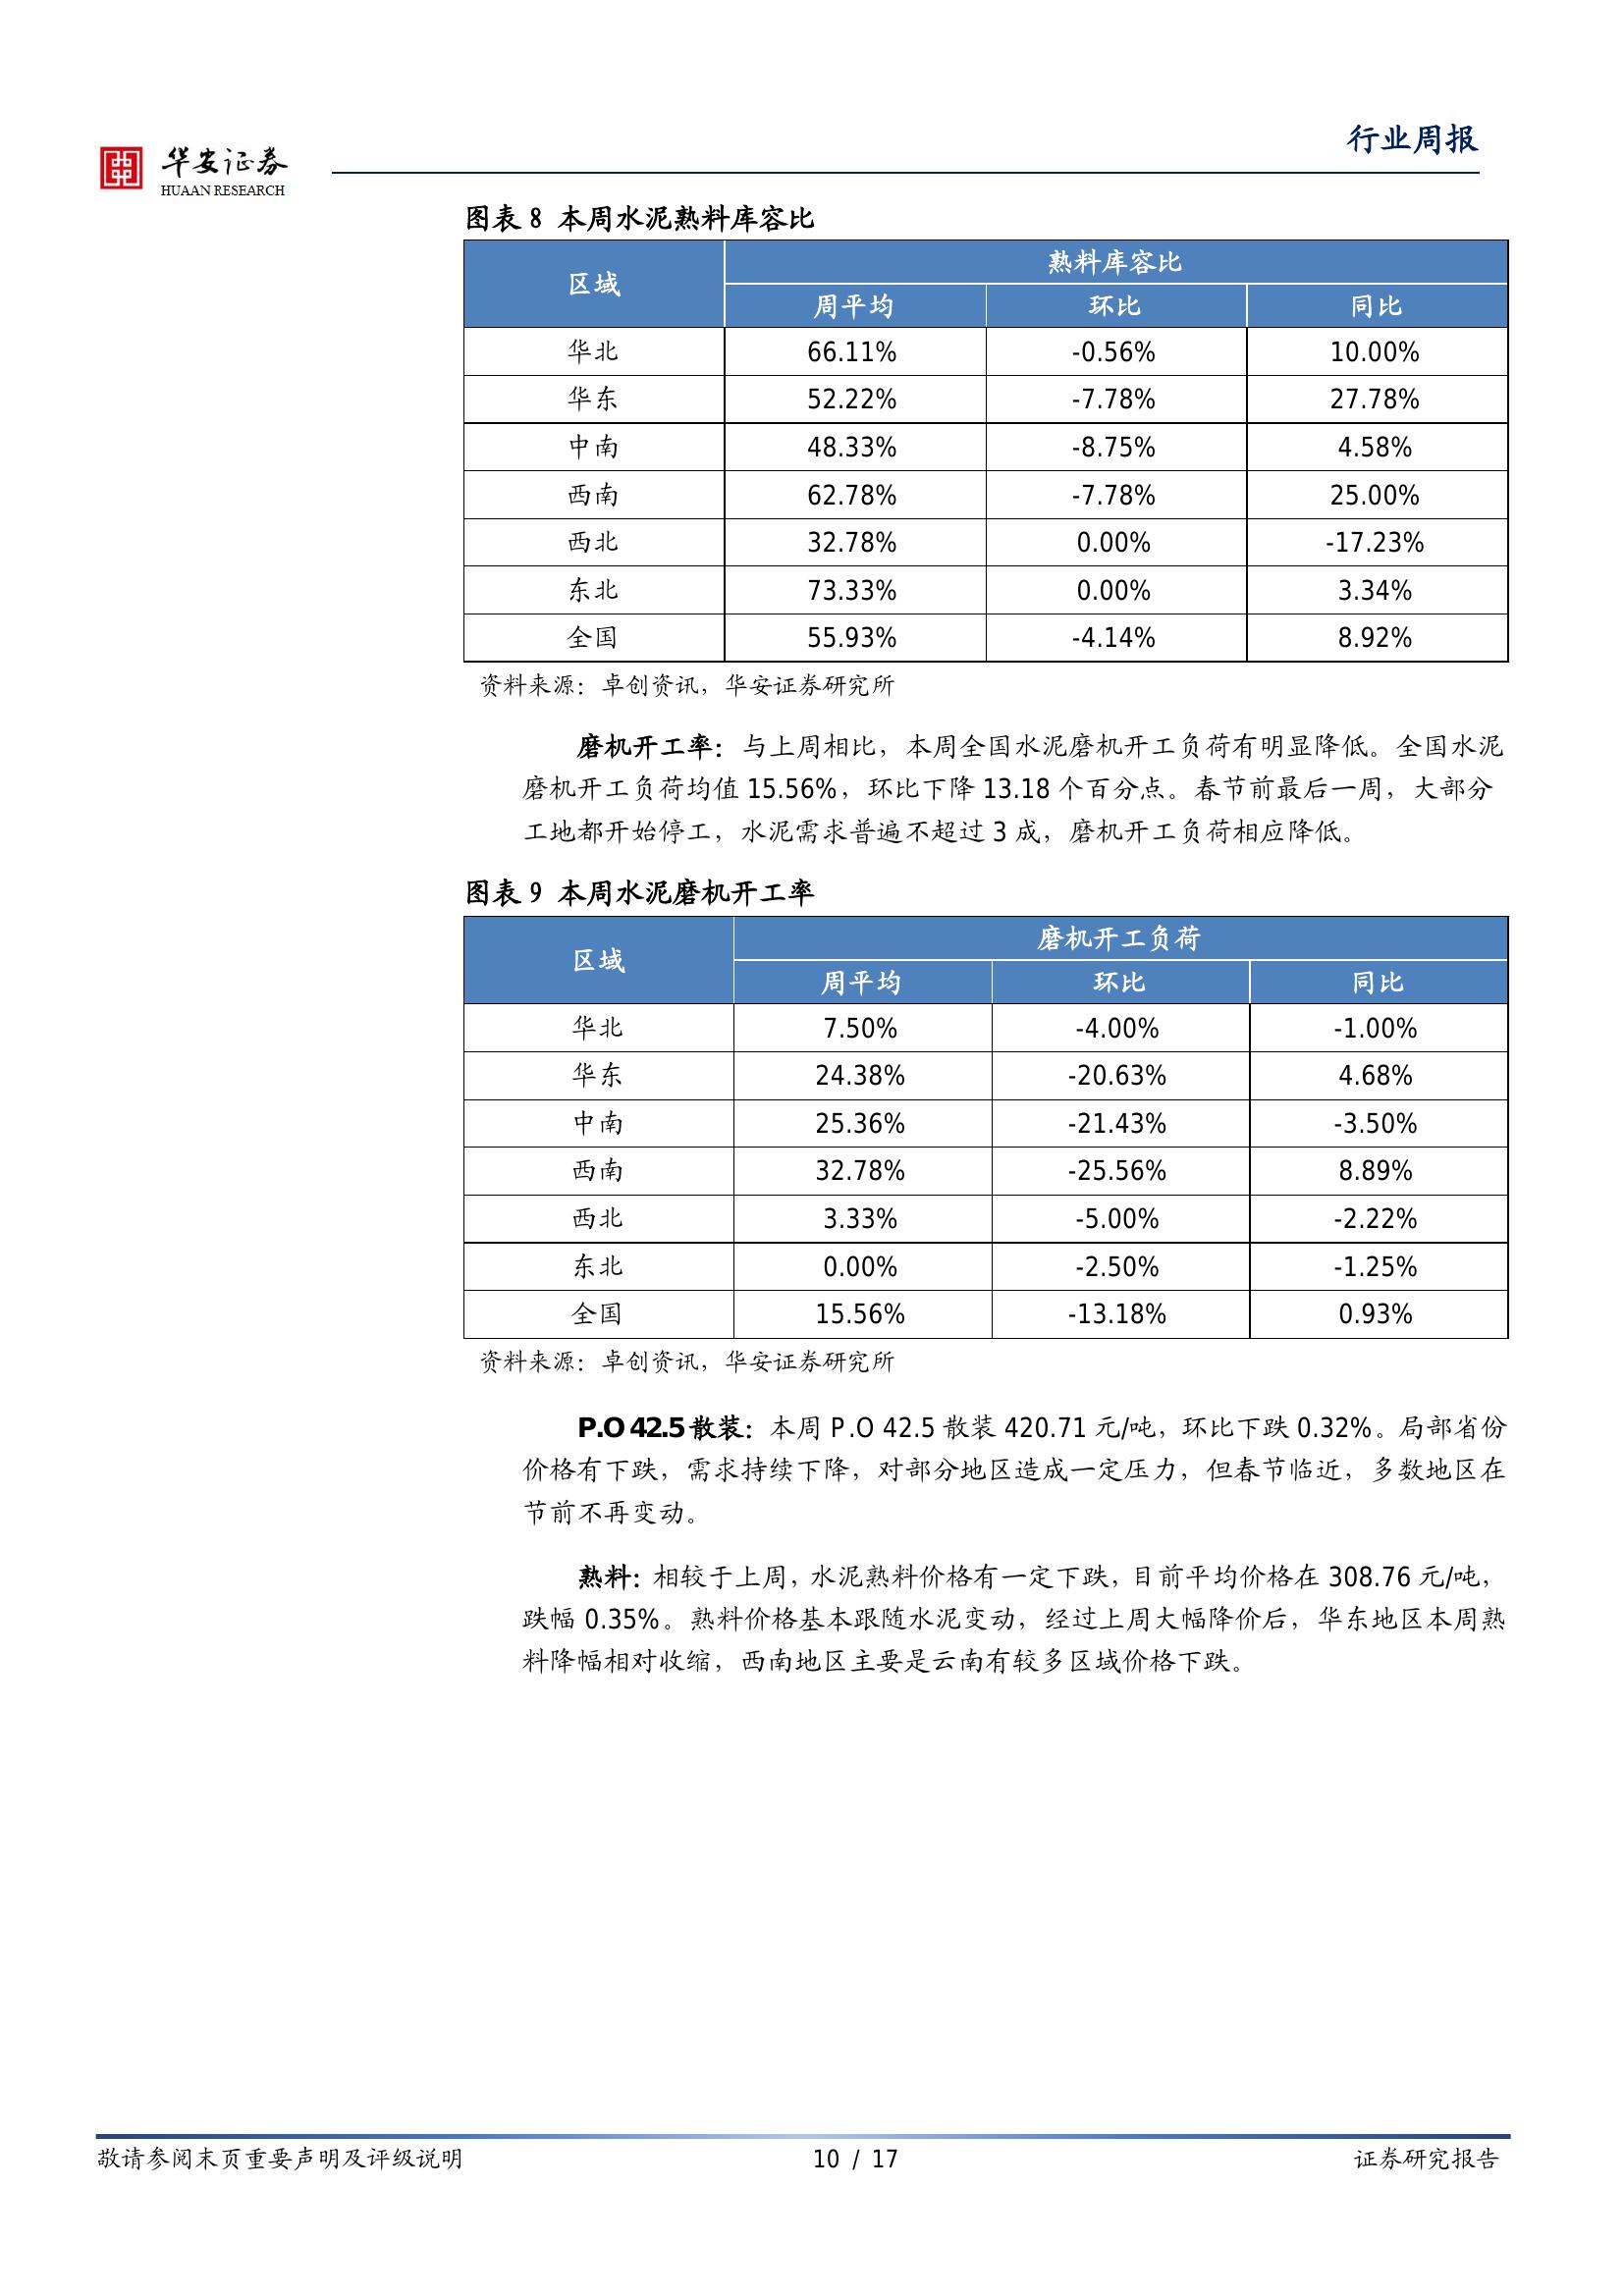 华安证券
HUAAN RESEARCH
行业周报
图表 8 本周水泥熟料库容比
区域 熟料库容比
周平均 环比 同比
华北 66.11% -0.56% 10.00%
华东 52.22% -7.78% 27.78%
中南 48.33% -8.75% 4.58%
西南 62.78% -7.78% 25.00%
西北 32.78% 0.00% -17.23%
东北 73.33% 0.00% 3.34%
全国 55.93% -4.14% 8.92%
资料来源：卓创资讯，华安证券研究所
磨机开工率：与上周相比，本周全国水泥磨机开工负荷有明显降低。全国水泥
磨机开工负荷均值 15.56%，环比下降 13.18 个百分点。春节前最后一周，大部分
工地都开始停工，水泥需求普遍不超过 3 成，磨机开工负荷相应降低。
图表 9 本周水泥磨机开工率
区域 磨机开工负荷
周平均 环比 同比
华北 7.50% -4.00% -1.00%
华东 24.38% -20.63% 4.68%
中南 25.36% -21.43% -3.50%
西南 32.78% -25.56% 8.89%
西北 3.33% -5.00% -2.22%
东北 0.00% -2.50% -1.25%
全国 15.56% -13.18% 0.93%
资料来源：卓创资讯，华安证券研究所
P.O 42.5 散装：本周 P.O 42.5 散装 420.71 元/吨，环比下跌 0.32%。局部省份
价格有下跌，需求持续下降，对部分地区造成一定压力，但春节临近，多数地区在
节前不再变动。
熟料：相较于上周，水泥熟料价格有一定下跌，目前平均价格在 308.76 元/吨，
跌幅 0.35%。熟料价格基本跟随水泥变动，经过上周大幅降价后，华东地区本周熟
料降幅相对收缩，西南地区主要是云南有较多区域价格下跌。
敬请参阅末页重要声明及评级说明 10 / 17 证券研究报告